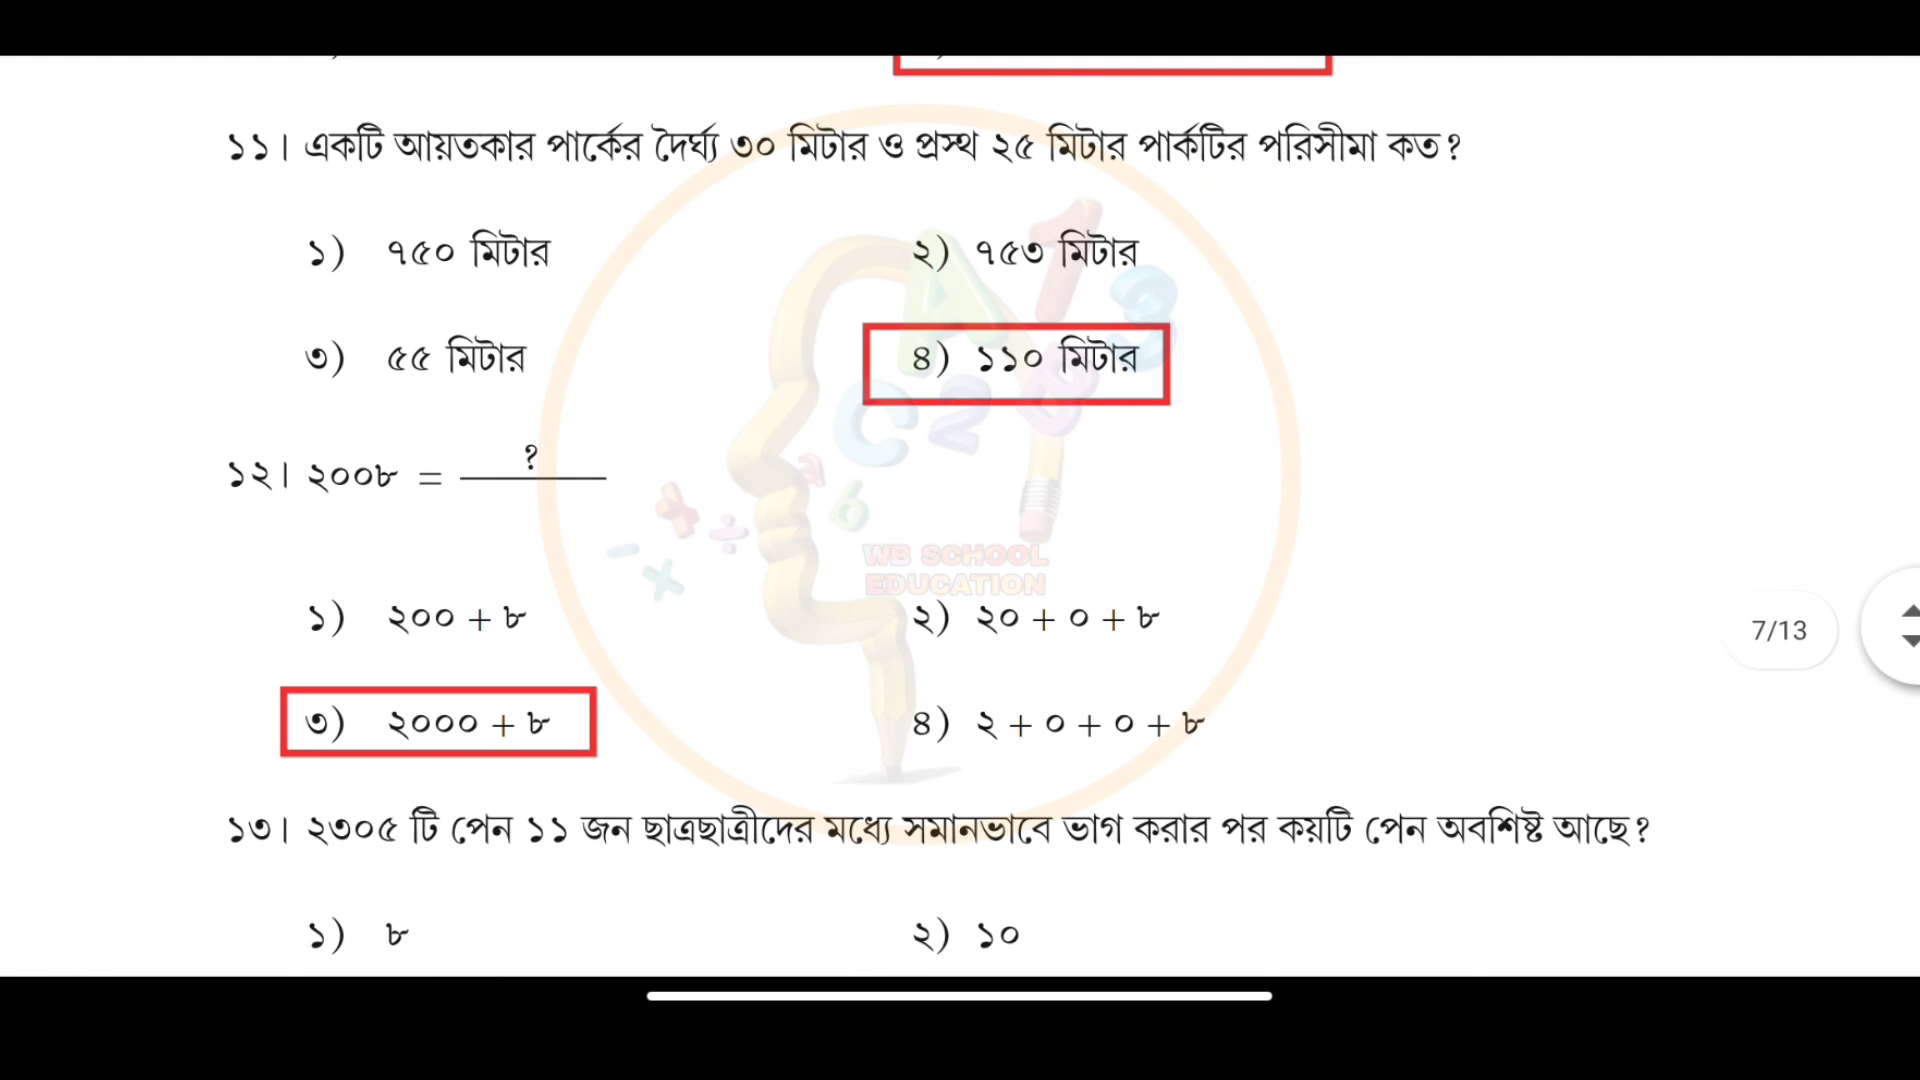 ১১। একটি আয়তকার পার্কের দৈর্ঘ্য ৩০ মিটার ও প্রস্থ ২৫ মিটার পার্কটির পরিসীমা কত?
১) ৭৫০ মিটার ২) ৭৫৩ মিটার
৩) ৫৫ মিটার ৪) ১১০ মিটার
১২। ২০০৮ = ?
WB SCHOOL
EDUCATION
১) ২০০ + ৮ ২) ২০ + ০ + ৮
7/13
৩) ২০০০ + ৮ ৪) ২ + ০ + ০ + ৮
১৩। ২৩০৫ টি পেন ১১ জন ছাত্রছাত্রীদের মধ্যে সমানভাবে ভাগ করার পর কয়টি পেন অবশিষ্ট আছে?
১) ৮ ২) ১০